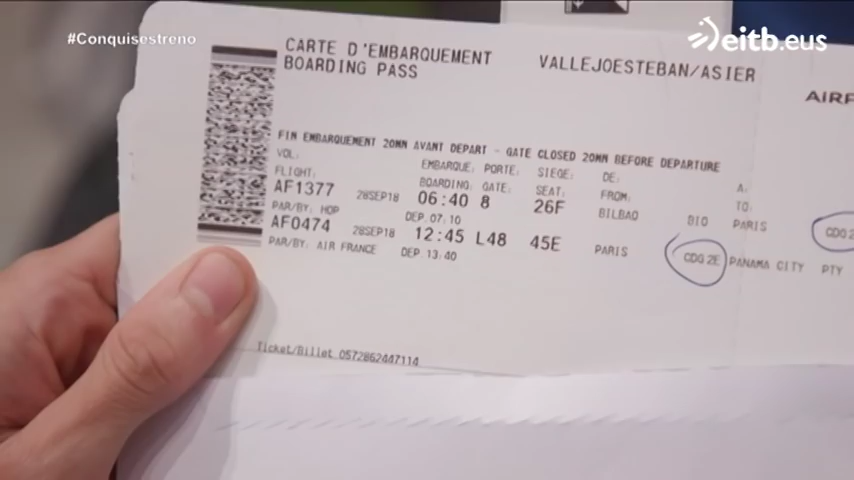 #Conquisestreno
eitb.eus
CARTE D'EMBARQUEMENT
BOARDING PASS
VALLEJOESTEBAN/ASIER
AIRF
FIN EMBARQUEMENT 20MN AVANT DEPART - GATE CLOSED 20MN BEFORE DEPARTURE
VOL: EMBARQUE: PORTE: SIEGE: DE: A:
FLIGHT: BOARDING: GATE: SEAT: FROM: TO:
AF1377 28SEP18 06:40 8 26F BILBAO BIO PARIS CDG 2
PAR/BY: HOP DEP. 07:10
AF0474 28SEP18 12:45 L48 45E PARIS CDG 2E PANAMA CITY PTY
PAR/BY: AIR FRANCE DEP. 13:40
Ticket/Billet 0572862447114